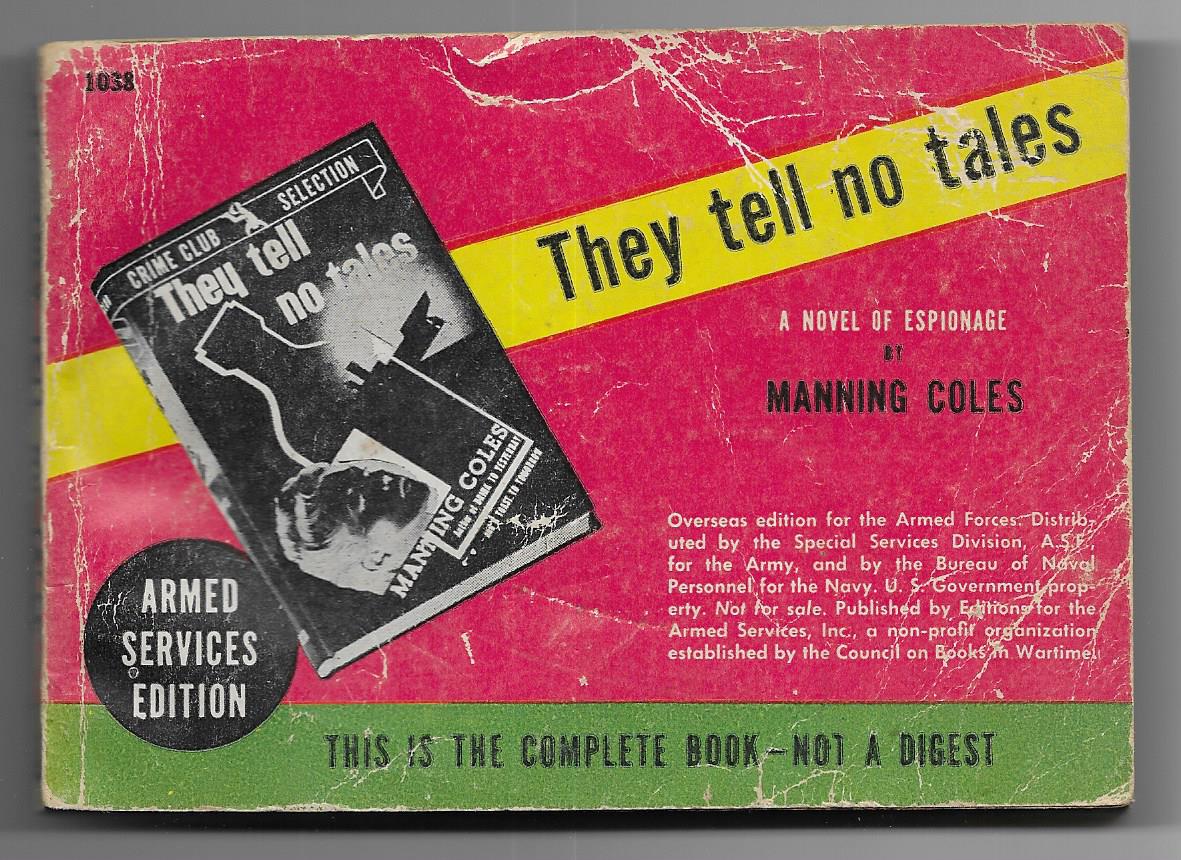 1038
CRIME CLUB SELECTION
They tell
no tales
MANNING COLES
They tell no tales
A NOVEL OF ESPIONAGE
BY
MANNING COLES
Overseas edition for the Armed Forces. Distrib-
uted by the Special Services Division, A.S.F.,
for the Army, and by the Bureau of Naval
Personnel for the Navy. U. S. Government prop-
erty. Not for sale. Published by Editions for the
Armed Services, Inc., a non-profit organization
established by the Council on Books in Wartime.
ARMED
SERVICES
EDITION
THIS IS THE COMPLETE BOOK—NOT A DIGEST